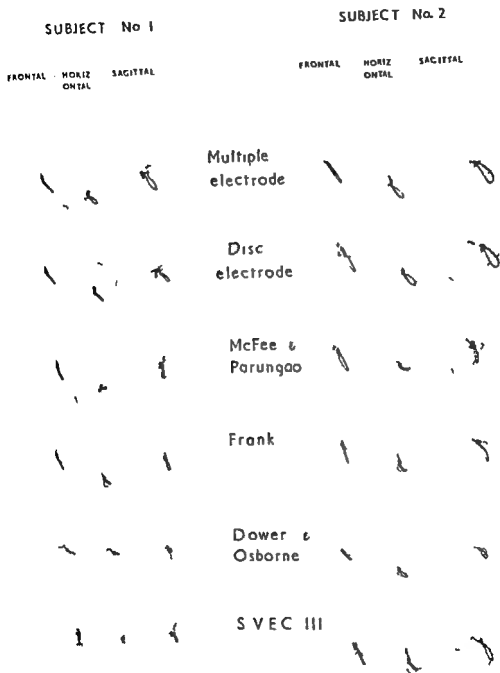 SUBJECT No 1
SUBJECT No. 2
FRONTAL HORIZ SAGITTAL
ONTAL
FRONTAL HORIZ SAGITTAL
ONTAL
Multiple
electrode
Disc
electrode
McFee &
Parungao
Frank
Dower &
Osborne
SVEC III